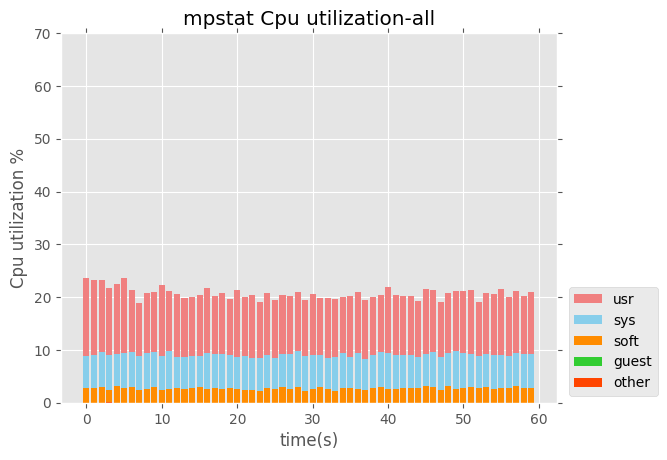 mpstat Cpu utilization-all
70
60
50
40
30
20
10
0
Cpu utilization %
0 10 20 30 40 50 60
time(s)
usr
sys
soft
guest
other